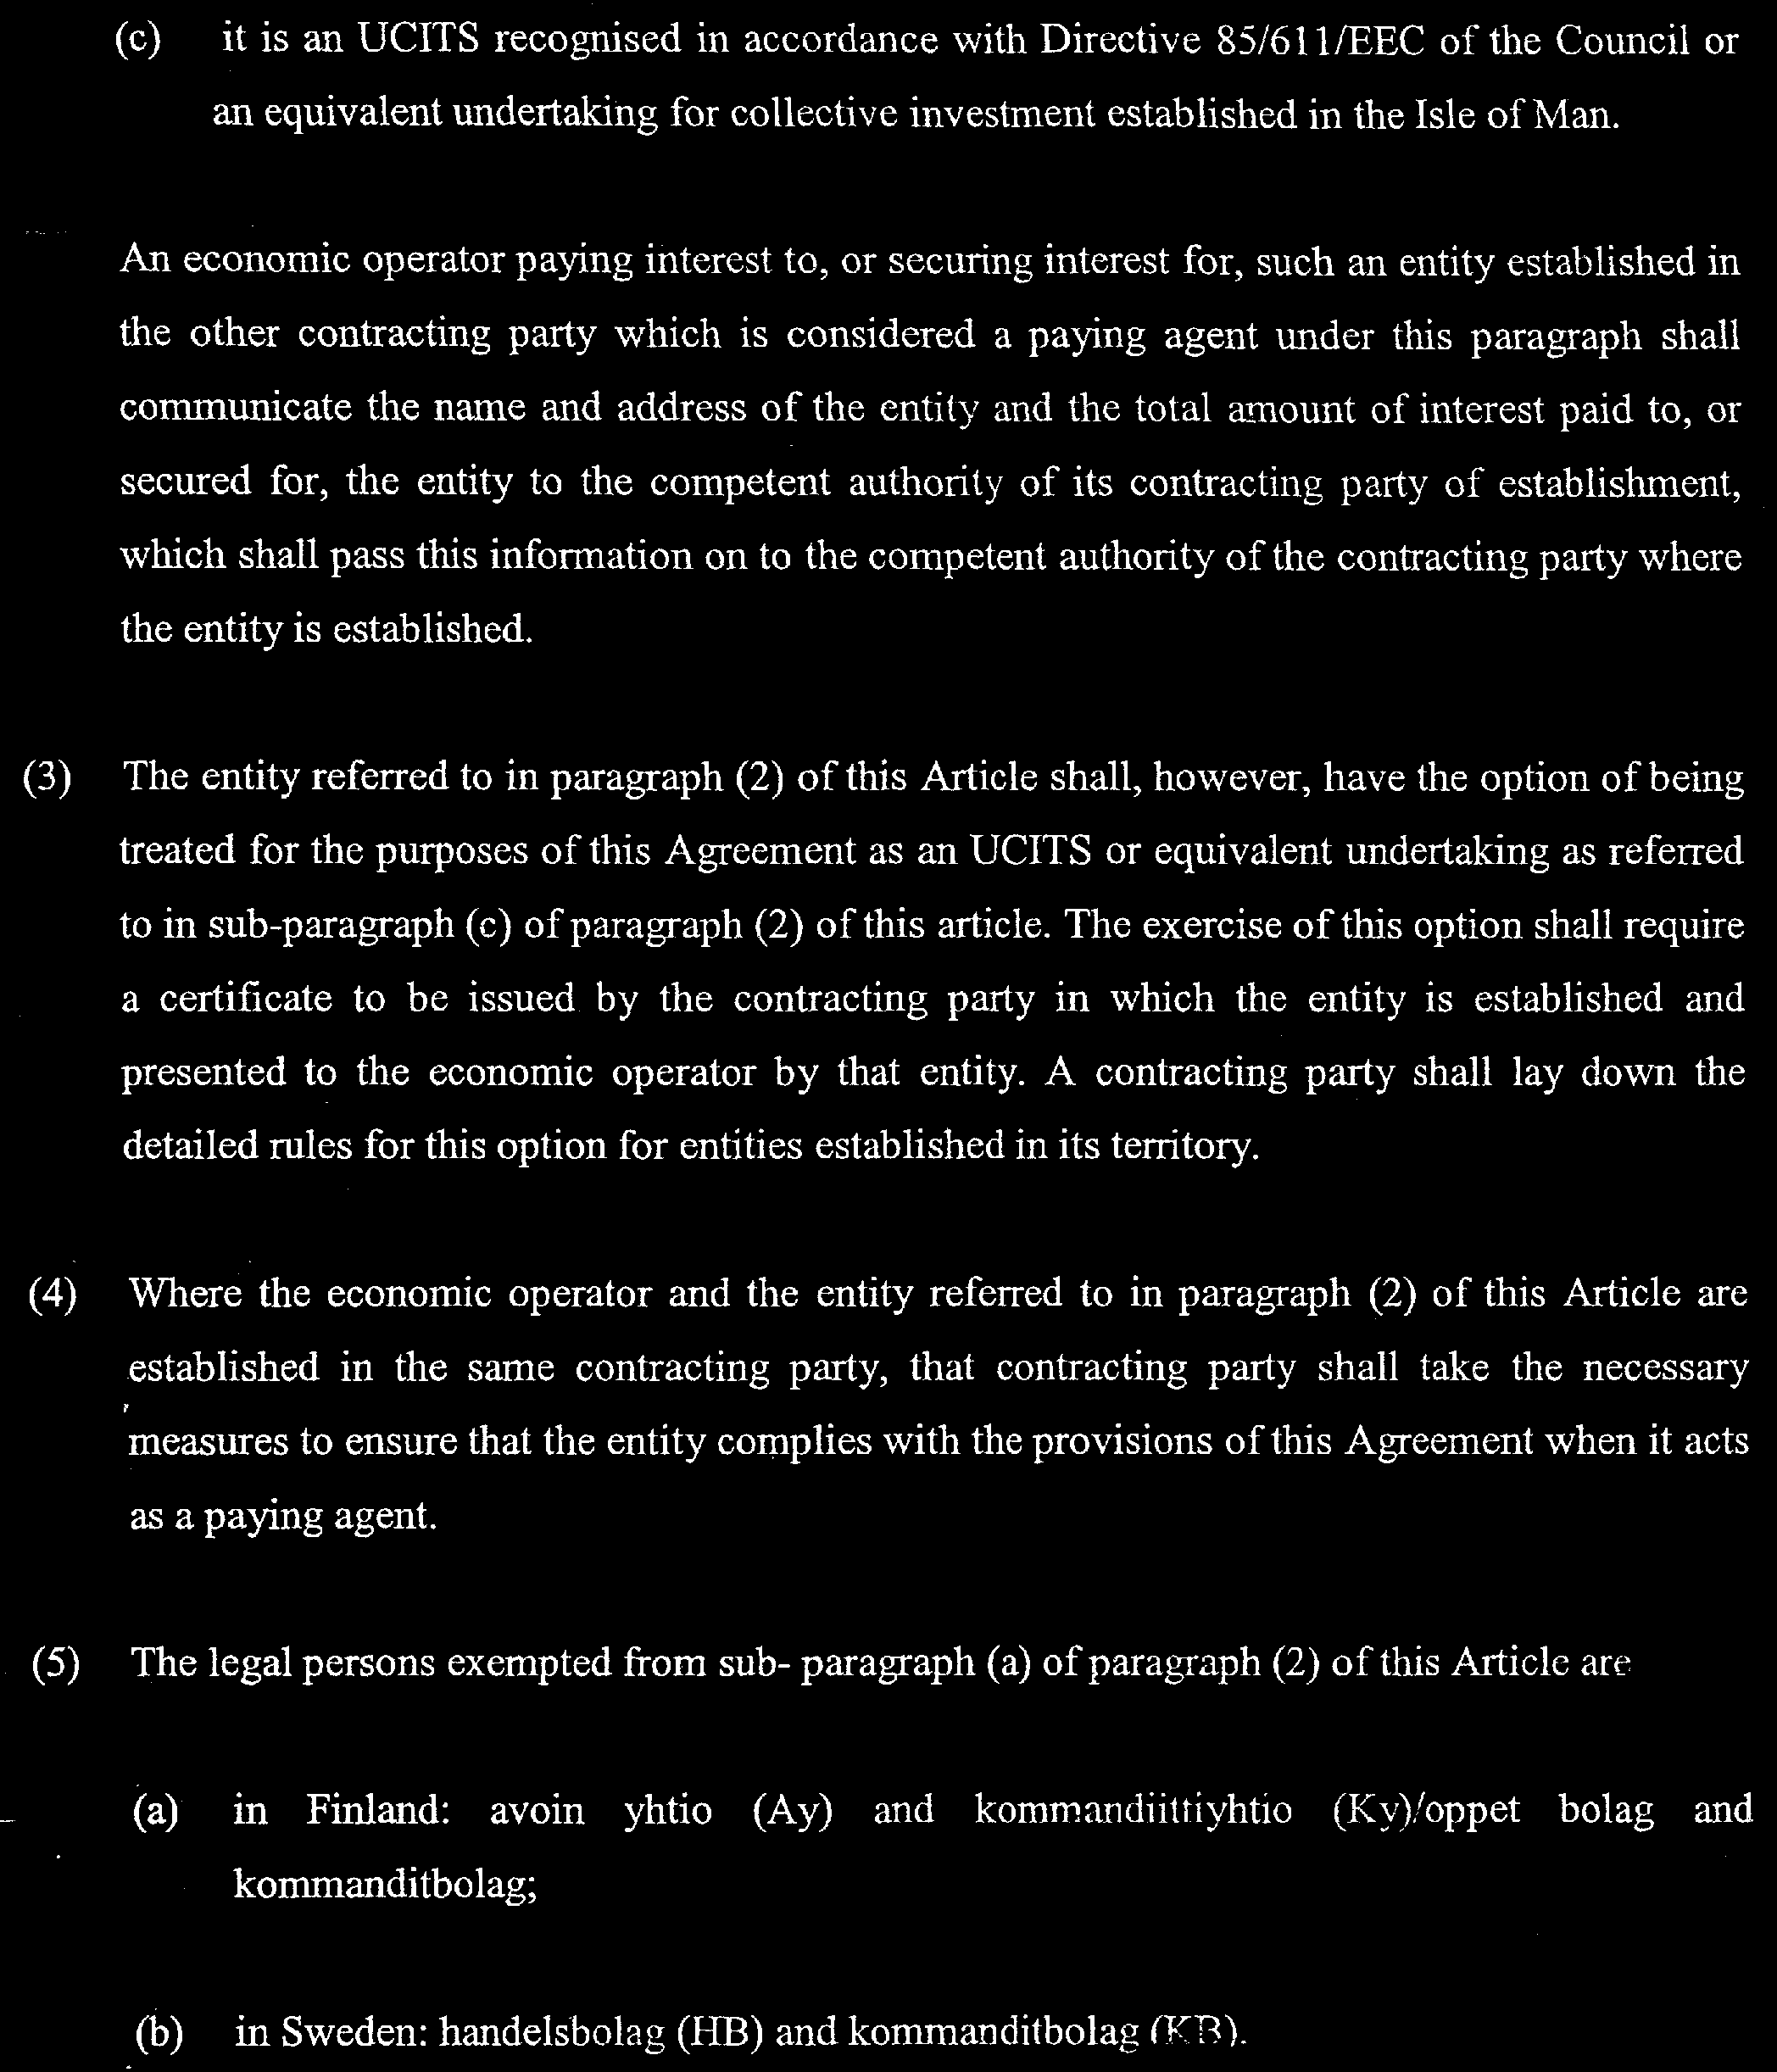 (c) it is an UCITS recognised in accordance with Directive 85/611/EEC of the Council or
an equivalent undertaking for collective investment established in the Isle of Man.
An economic operator paying interest to, or securing interest for, such an entity established in
the other contracting party which is considered a paying agent under this paragraph shall
communicate the name and address of the entity and the total amount of interest paid to, or
secured for, the entity to the competent authority of its contracting party of establishment,
which shall pass this information on to the competent authority of the contracting party where
the entity is established.
(3) The entity referred to in paragraph (2) of this Article shall, however, have the option of being
treated for the purposes of this Agreement as an UCITS or equivalent undertaking as referred
to in sub-paragraph (c) of paragraph (2) of this article. The exercise of this option shall require
a certificate to be issued by the contracting party in which the entity is established and
presented to the economic operator by that entity. A contracting party shall lay down the
detailed rules for this option for entities established in its territory.
(4) Where the economic operator and the entity referred to in paragraph (2) of this Article are
established in the same contracting party, that contracting party shall take the necessary
measures to ensure that the entity complies with the provisions of this Agreement when it acts
as a paying agent.
(5) The legal persons exempted from sub- paragraph (a) of paragraph (2) of this Article are
(a) in Finland: avoin yhtio (Ay) and kommandiittiyhtio (Ky)/oppet bolag and
kommanditbolag;
(b) in Sweden: handelsbolag (HB) and kommanditbolag (KB).